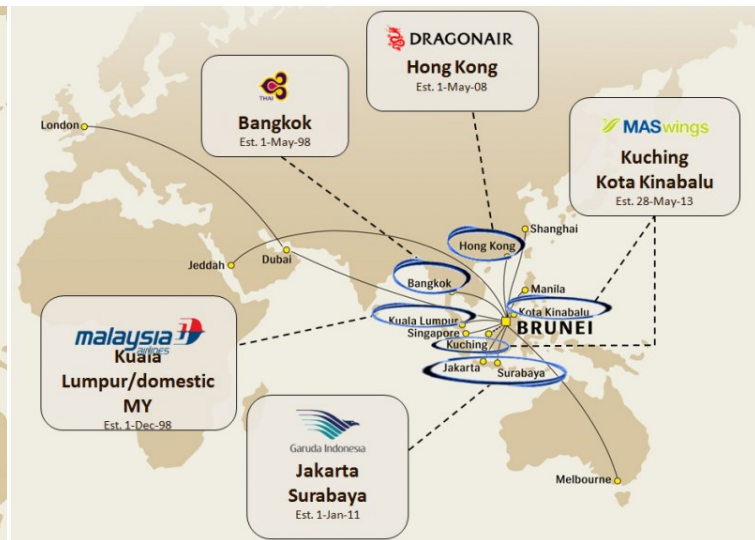 DRAGONAIR
Hong Kong
Est. 1-May-08
THAI
Bangkok
Est. 1-May-98
MASwings
Kuching
Kota Kinabalu
Est. 28-May-13
London
Shanghai
Hong Kong
Dubai
Jeddah
Bangkok
Manila
Kota Kinabalu
Kuala Lumpur
BRUNEI
Singapore
Kuching
Jakarta
Surabaya
malaysia
airlines
Kuala
Lumpur/domestic
MY
Est. 1-Dec-98
Garuda Indonesia
Jakarta
Surabaya
Est. 1-Jan-11
Melbourne